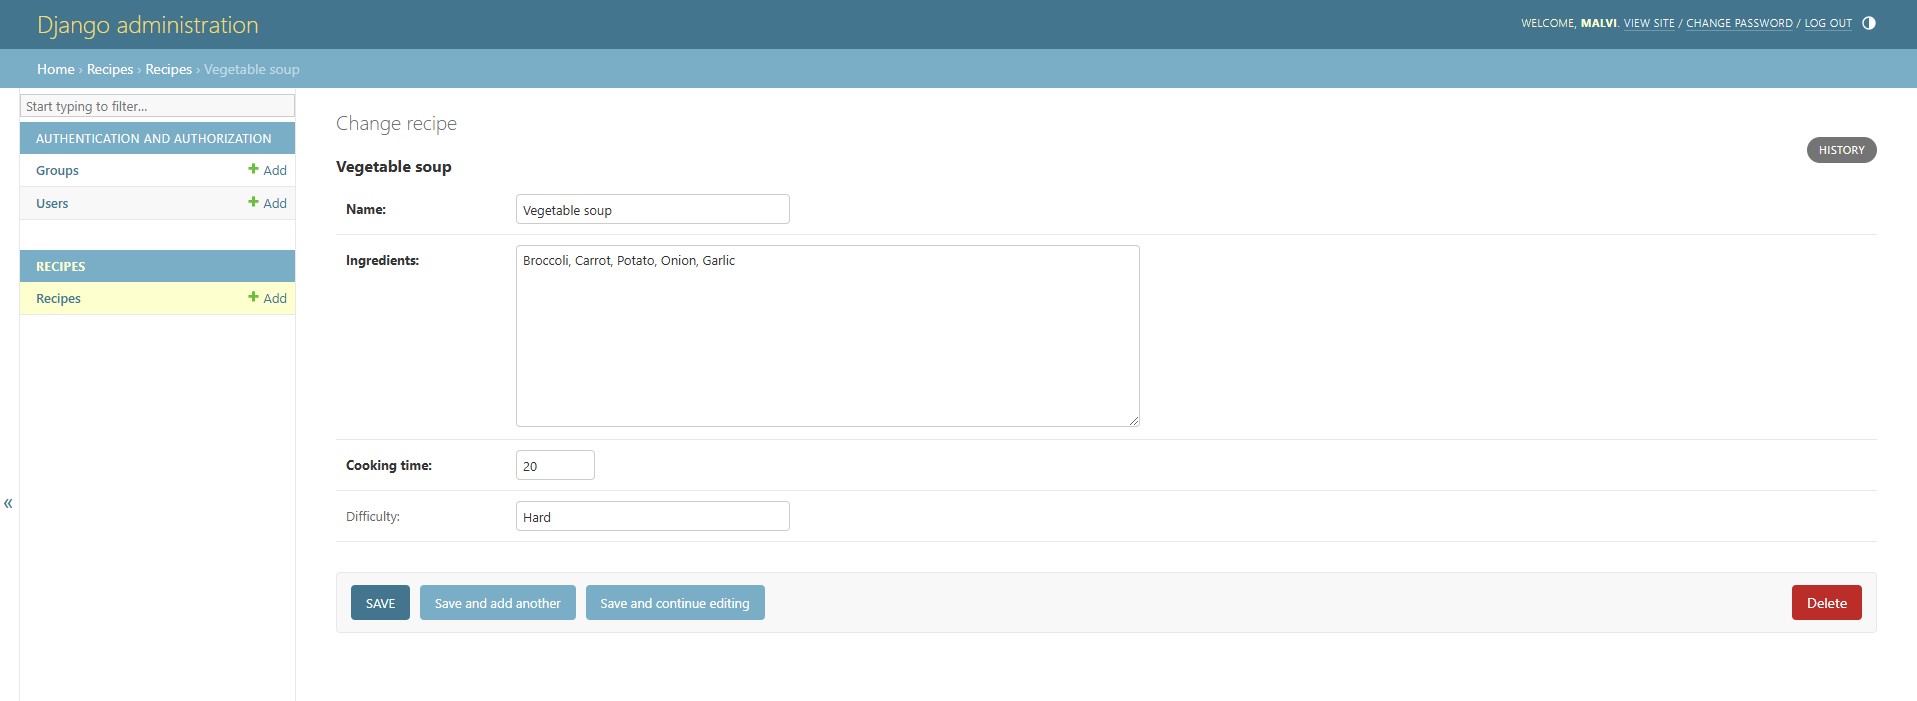 Django administration
WELCOME, MALVI. VIEW SITE / CHANGE PASSWORD / LOG OUT
Home › Recipes › Recipes › Vegetable soup
Start typing to filter...
AUTHENTICATION AND AUTHORIZATION
Groups + Add
Users + Add
RECIPES
Recipes + Add
«
Change recipe
HISTORY
Vegetable soup
Name: Vegetable soup
Ingredients: Broccoli, Carrot, Potato, Onion, Garlic
Cooking time: 20
Difficulty: Hard
SAVE Save and add another Save and continue editing Delete